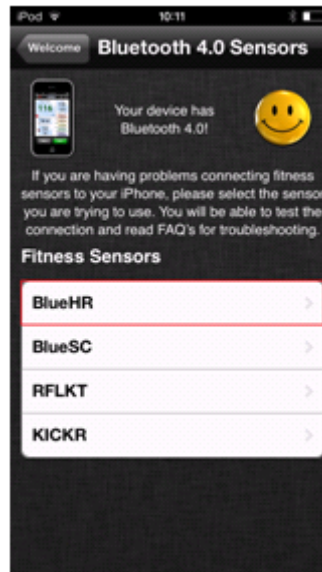 iPod 10:11
Welcome Bluetooth 4.0 Sensors
Your device has
Bluetooth 4.0!
If you are having problems connecting fitness
sensors to your iPhone, please select the sensor
you are trying to use. You will be able to test the
connection and read FAQ's for troubleshooting.
Fitness Sensors
BlueHR
BlueSC
RFLKT
KICKR